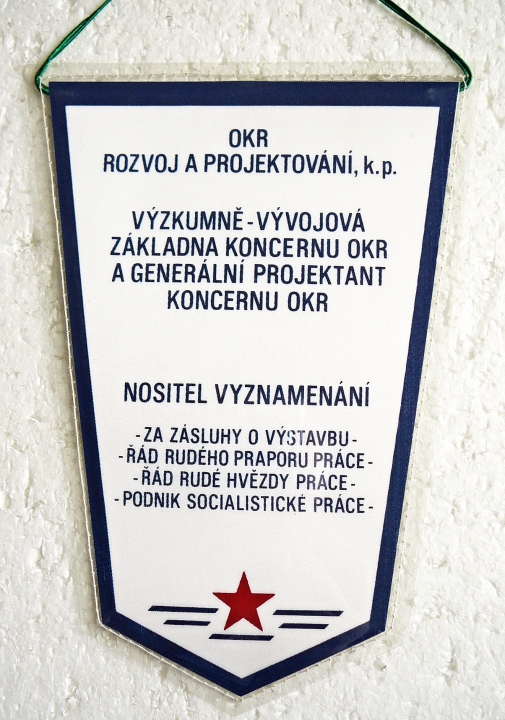 OKR
ROZVOJ A PROJEKTOVÁNÍ, k.p.
VÝZKUMNĚ-VÝVOJOVÁ
ZÁKLADNA KONCERNU OKR
A GENERÁLNÍ PROJEKTANT
KONCERNU OKR
NOSITEL VYZNAMENÁNÍ
-ZA ZÁSLUHY O VÝSTAVBU-
-ŘÁD RUDÉHO PRAPORU PRÁCE-
-ŘÁD RUDÉ HVĚZDY PRÁCE-
-PODNIK SOCIALISTICKÉ PRÁCE-